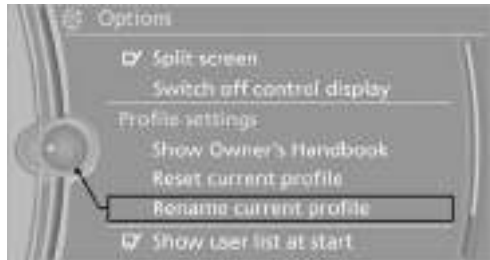 Options
Split screen
Switch off control display
Profile settings
Show Owner's Handbook
Reset current profile
Rename current profile
Show user list at start